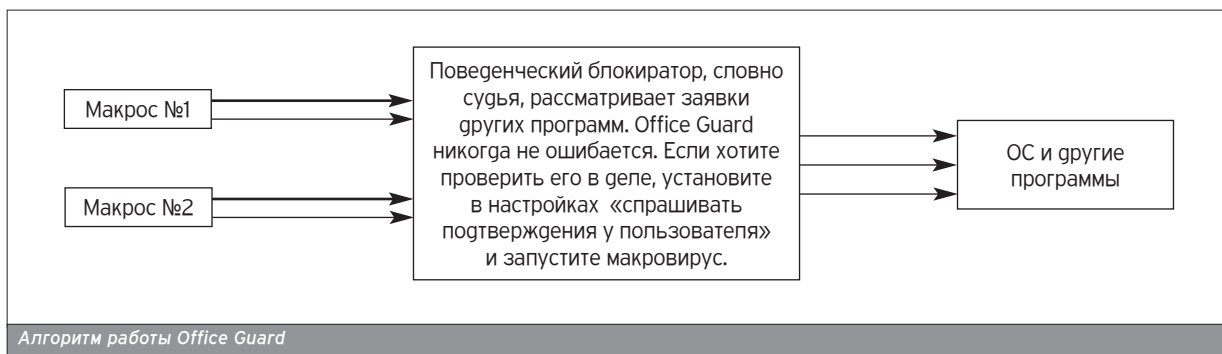 Макрос №1
Макрос №2
Поведенческий блокиратор, словно
судья, рассматривает заявки
других программ. Office Guard
никогда не ошибается. Если хотите
проверить его в деле, установите
в настройках «спрашивать
подтверждения у пользователя»
и запустите макровирус.
ОС и другие
программы
Алгоритм работы Office Guard